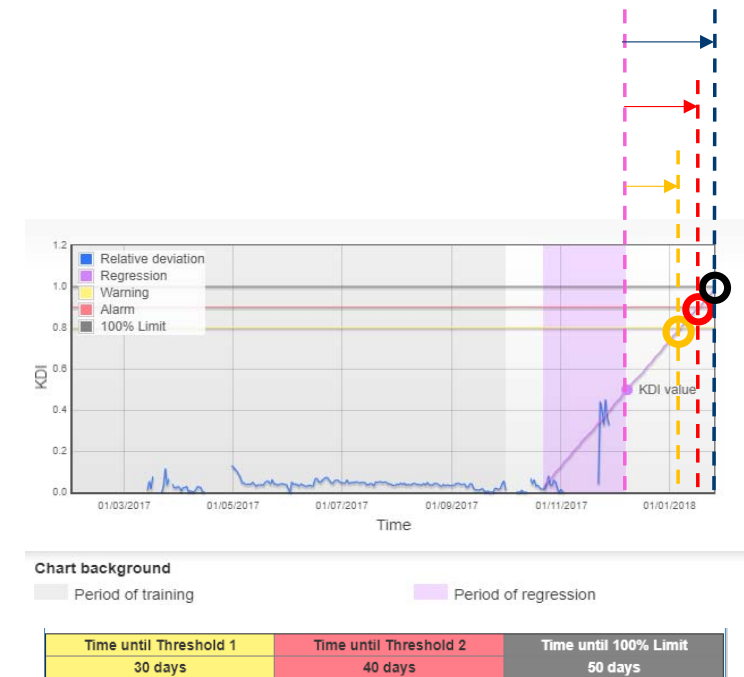 1.2
Relative deviation
Regression
1.0
Warning
Alarm
0.8
100% Limit
0.6
KDI
KDI value
0.4
0.2
0.0
01/03/2017 01/05/2017 01/07/2017 01/09/2017 01/11/2017 01/01/2018
Time
Chart background
Period of training Period of regression
Time until Threshold 1 Time until Threshold 2 Time until 100% Limit
30 days 40 days 50 days